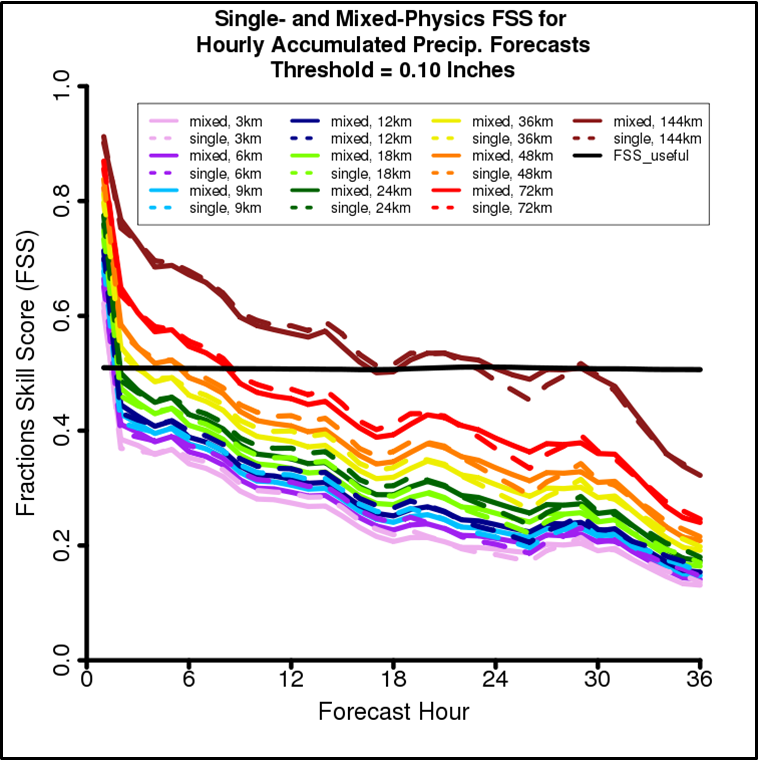 Single- and Mixed-Physics FSS for
Hourly Accumulated Precip. Forecasts
Threshold = 0.10 Inches
Fractions Skill Score (FSS)
1.0
0.8
0.6
0.4
0.2
0.0
mixed, 3km
single, 3km
mixed, 6km
single, 6km
mixed, 9km
single, 9km
mixed, 12km
single, 12km
mixed, 18km
single, 18km
mixed, 24km
single, 24km
mixed, 36km
single, 36km
mixed, 48km
single, 48km
mixed, 72km
single, 72km
mixed, 144km
single, 144km
FSS_useful
0 6 12 18 24 30 36
Forecast Hour